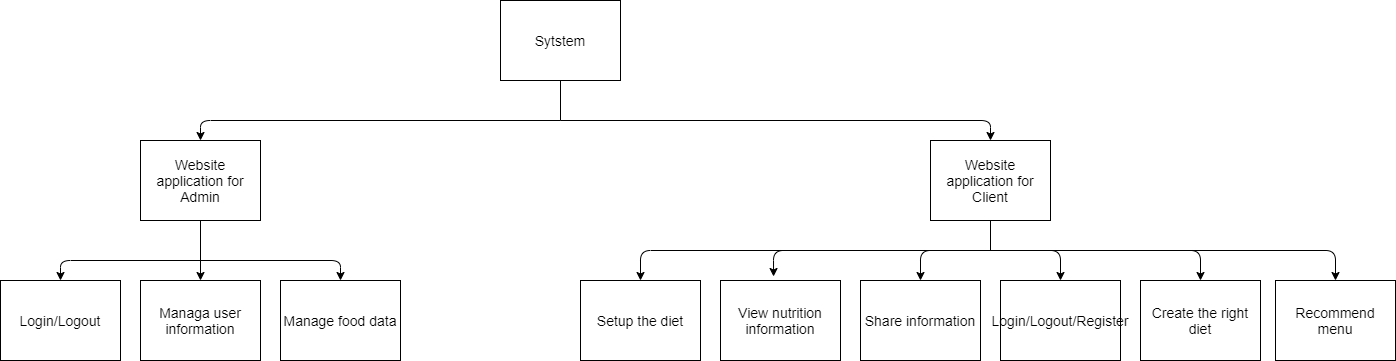 Sytstem
Website
application for
Admin
Website
application for
Client
Login/Logout
Managa user
information
Manage food data
Setup the diet
View nutrition
information
Share information
Login/Logout/Register
Create the right
diet
Recommend
menu